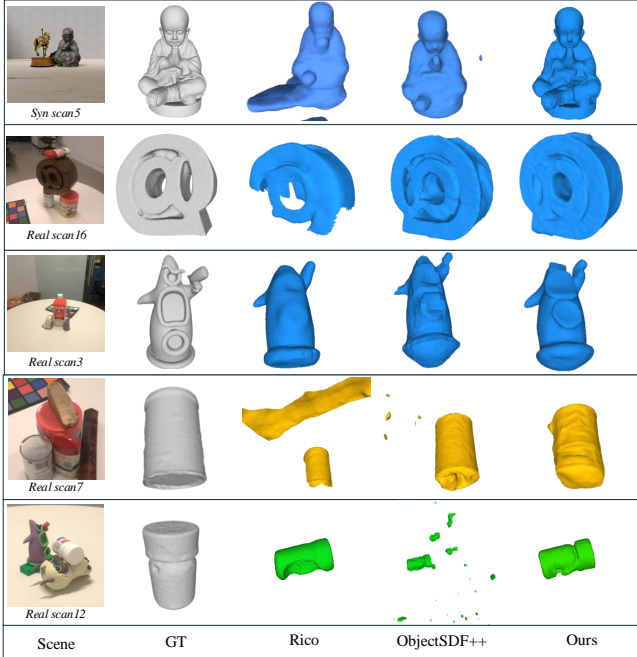 Syn scan5
Real scan16
Real scan3
Real scan7
Real scan12
Scene GT Rico ObjectSDF++ Ours